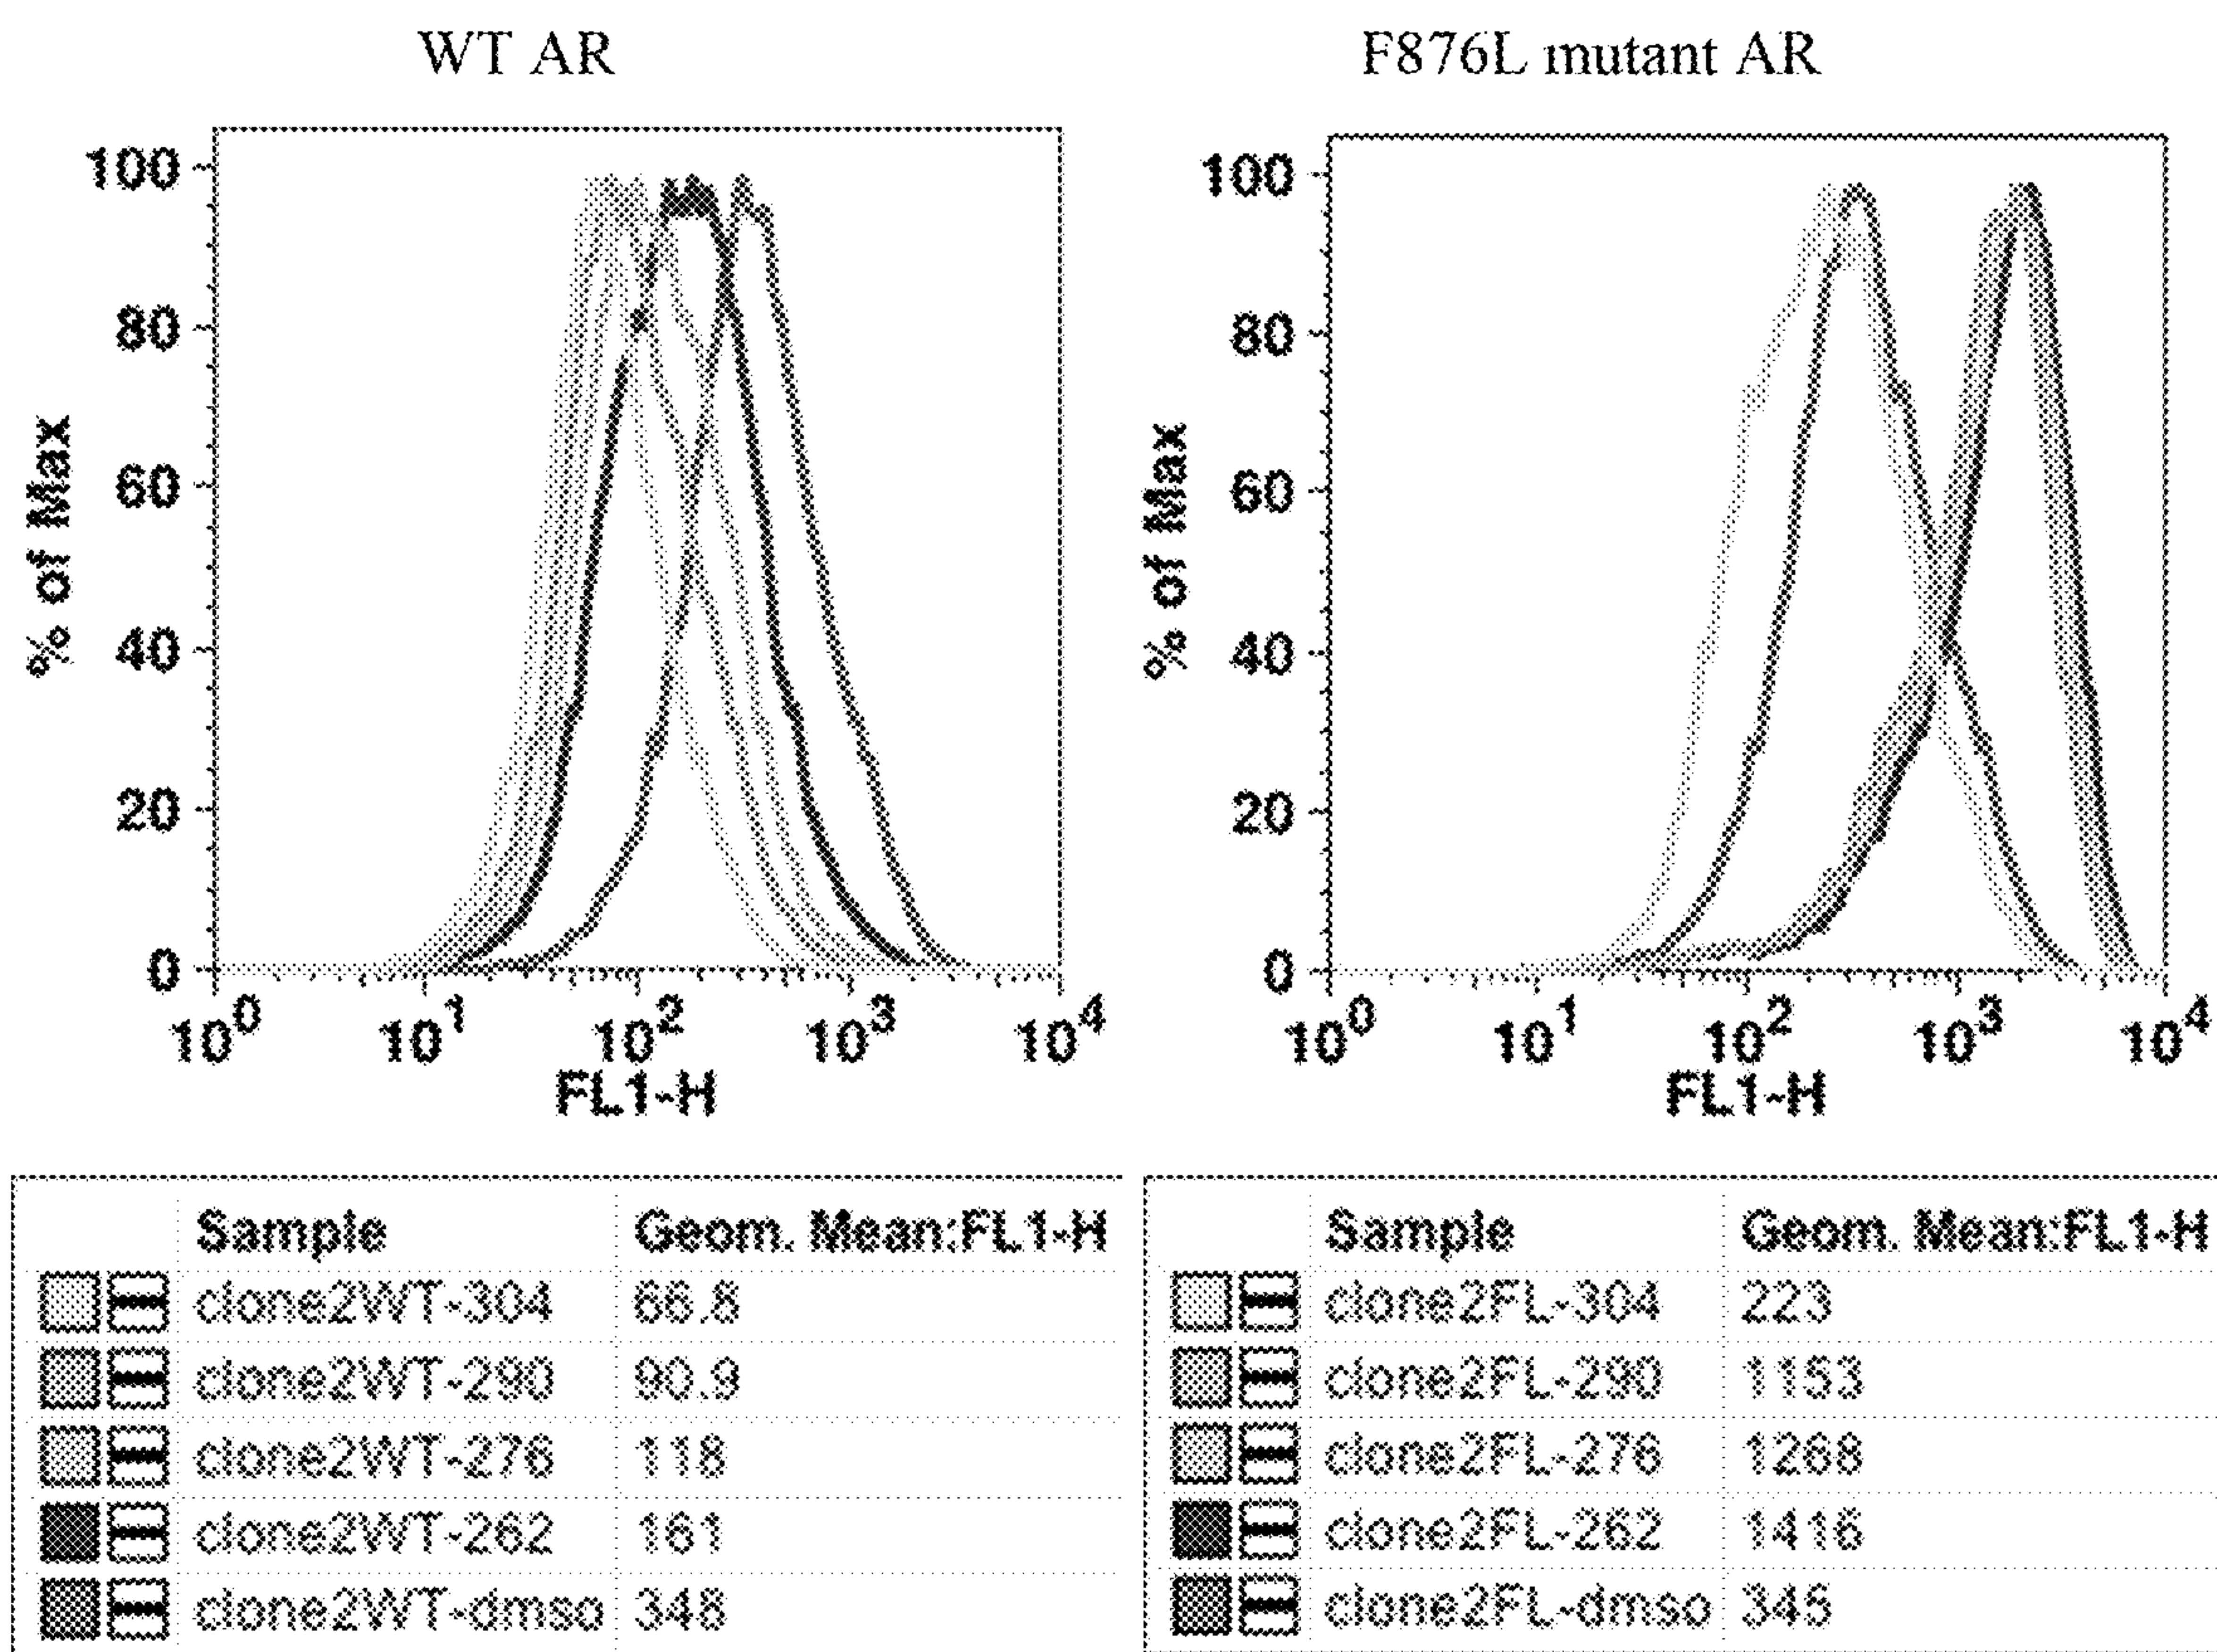 WT AR
F876L mutant AR
100
80
60
40
20
0
% of Max
10^0 10^1 10^2 10^3 10^4
FL1-H
100
80
60
40
20
0
% of Max
10^0 10^1 10^2 10^3 10^4
FL1-H
Sample Geom. Mean:FL1-H
clone2WT-304 66.8
clone2WT-290 90.9
clone2WT-276 118
clone2WT-262 161
clone2WT-dmso 348
Sample Geom. Mean:FL1-H
clone2FL-304 223
clone2FL-290 1153
clone2FL-276 1268
clone2FL-262 1416
clone2FL-dmso 345